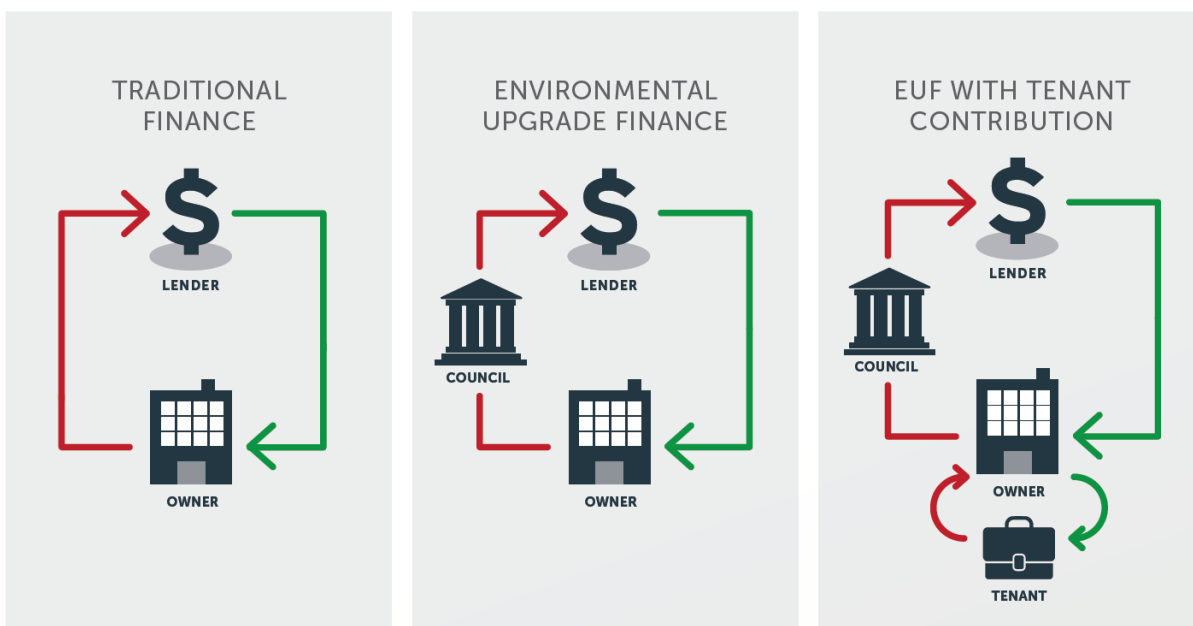 TRADITIONAL
FINANCE
LENDER
OWNER
ENVIRONMENTAL
UPGRADE FINANCE
LENDER
COUNCIL
OWNER
EUF WITH TENANT
CONTRIBUTION
LENDER
COUNCIL
OWNER
TENANT